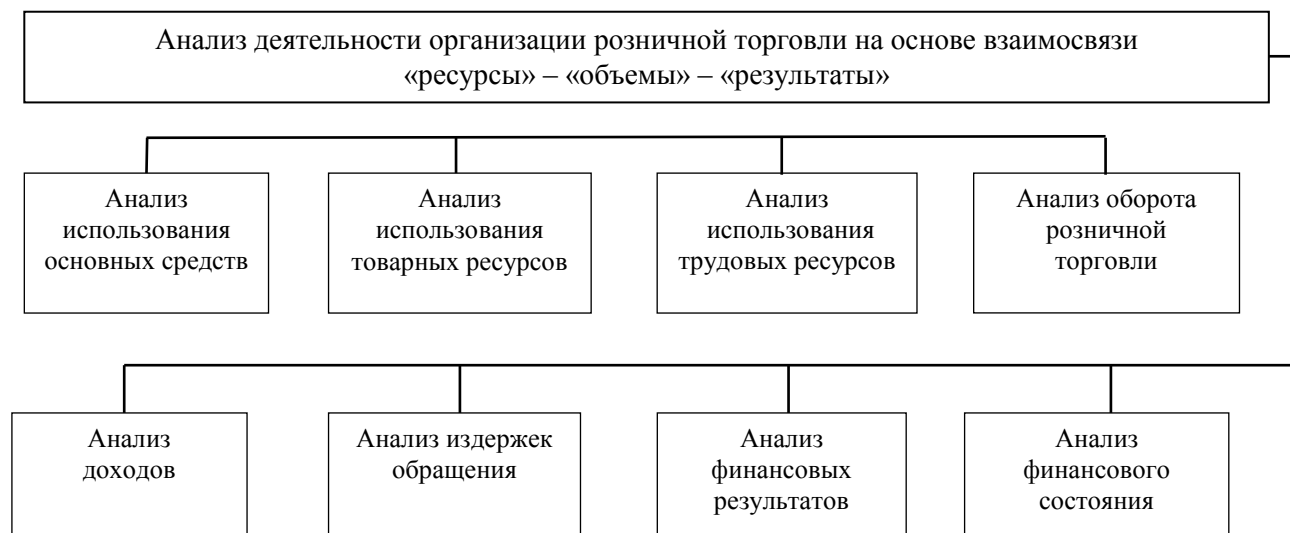 Анализ деятельности организации розничной торговли на основе взаимосвязи
«ресурсы» – «объемы» – «результаты»
Анализ
использования
основных средств
Анализ
использования
товарных ресурсов
Анализ
использования
трудовых ресурсов
Анализ оборота
розничной
торговли
Анализ
доходов
Анализ издержек
обращения
Анализ
финансовых
результатов
Анализ
финансового
состояния